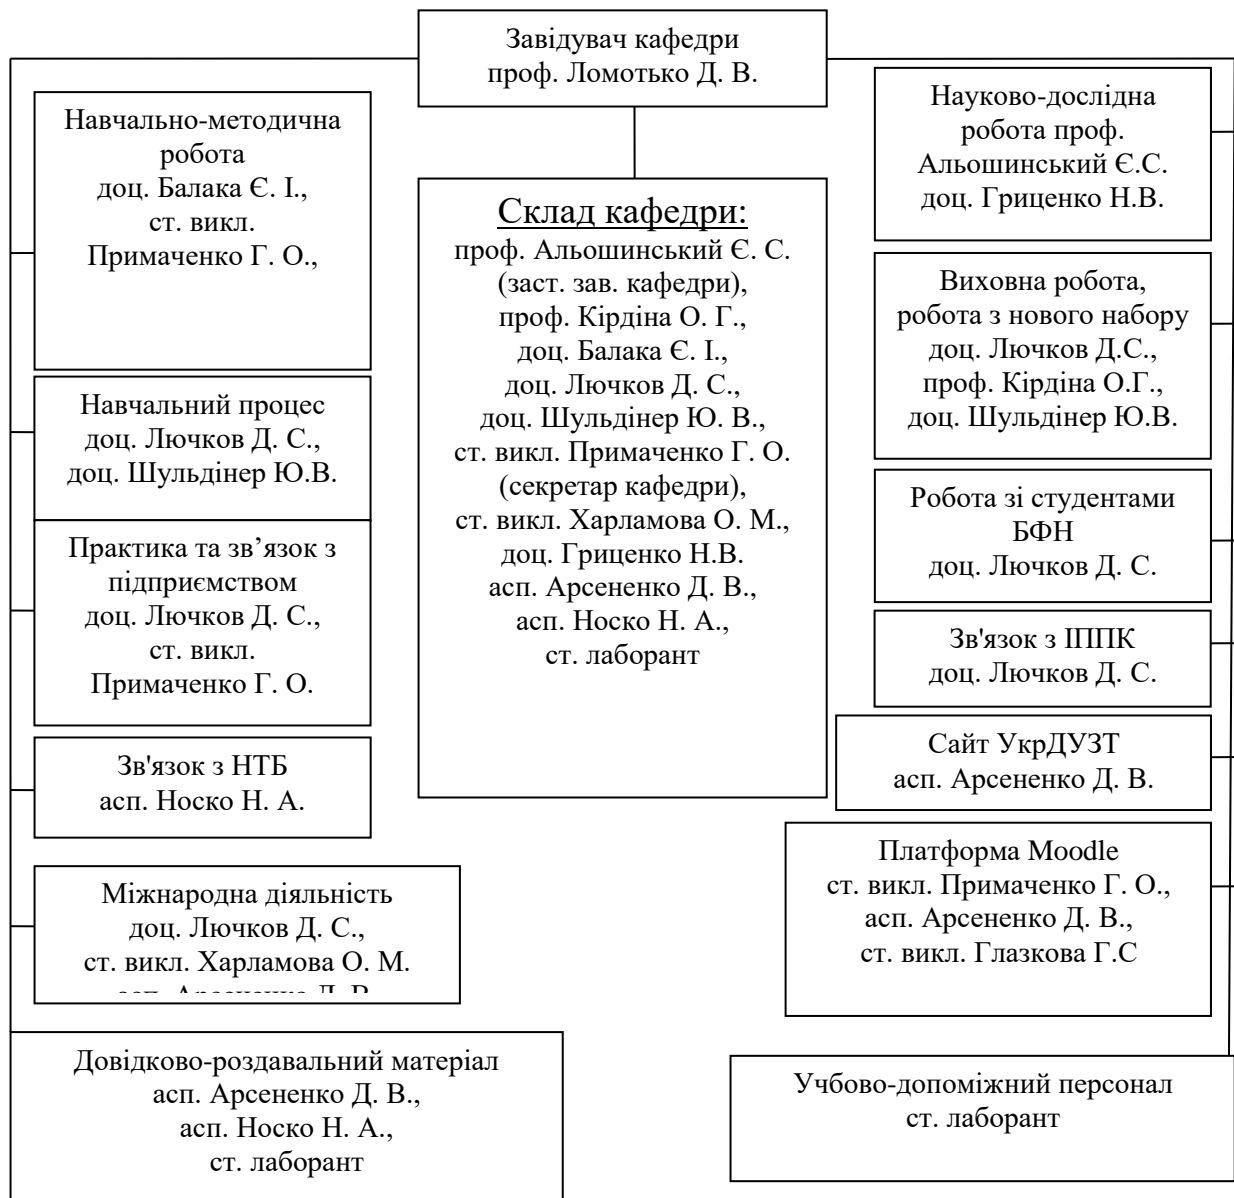 Завідувач кафедри
проф. Ломотько Д. В.
Навчально-методична
робота
доц. Балака Є. І.,
ст. викл.
Примаченко Г. О.,
Навчальний процес
доц. Лючков Д. С.,
доц. Шульдінер Ю.В.
Практика та зв’язок з
підприємством
доц. Лючков Д. С.,
ст. викл.
Примаченко Г. О.
Зв'язок з НТБ
асп. Носко Н. А.
Міжнародна діяльність
доц. Лючков Д. С.,
ст. викл. Харламова О. М.
Довідково-роздавальний матеріал
асп. Арсененко Д. В.,
асп. Носко Н. А.,
ст. лаборант
Склад кафедри:
проф. Альошинський Є. С.
(заст. зав. кафедри),
проф. Кірдіна О. Г.,
доц. Балака Є. І.,
доц. Лючков Д. С.,
доц. Шульдінер Ю. В.,
ст. викл. Примаченко Г. О.
(секретар кафедри),
ст. викл. Харламова О. М.,
доц. Гриценко Н.В.
асп. Арсененко Д. В.,
асп. Носко Н. А.,
ст. лаборант
Науково-дослідна
робота проф.
Альошинський Є.С.
доц. Гриценко Н.В.
Виховна робота,
робота з нового набору
доц. Лючков Д.С.,
проф. Кірдіна О.Г.,
доц. Шульдінер Ю.В.
Робота зі студентами
БФН
доц. Лючков Д. С.
Зв'язок з ІППК
доц. Лючков Д. С.
Сайт УкрДУЗТ
асп. Арсененко Д. В.
Платформа Moodle
ст. викл. Примаченко Г. О.,
асп. Арсененко Д. В.,
ст. викл. Глазкова Г.С
Учбово-допоміжний персонал
ст. лаборант